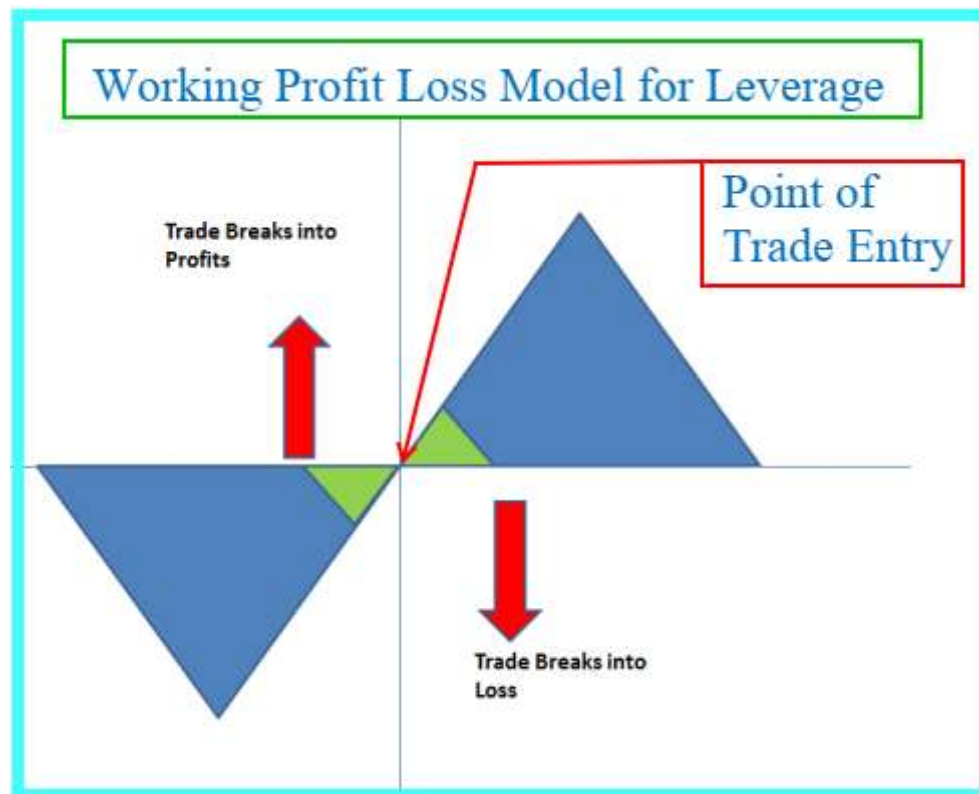 Working Profit Loss Model for Leverage
Point of
Trade Entry
Trade Breaks into
Profits
Trade Breaks into
Loss